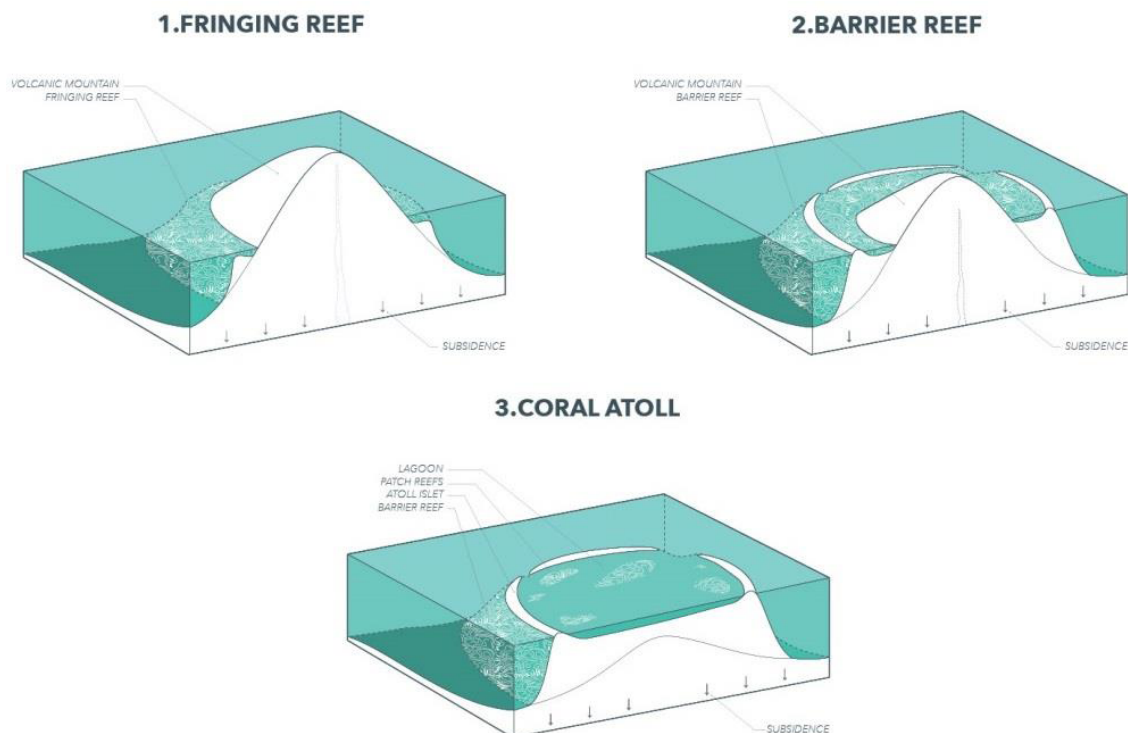 1.FRINGING REEF
VOLCANIC MOUNTAIN
FRINGING REEF
SUBSIDENCE
2.BARRIER REEF
VOLCANIC MOUNTAIN
BARRIER REEF
SUBSIDENCE
3.CORAL ATOLL
LAGOON
PATCH REEFS
ATOLL ISLET
BARRIER REEF
SUBSIDENCE